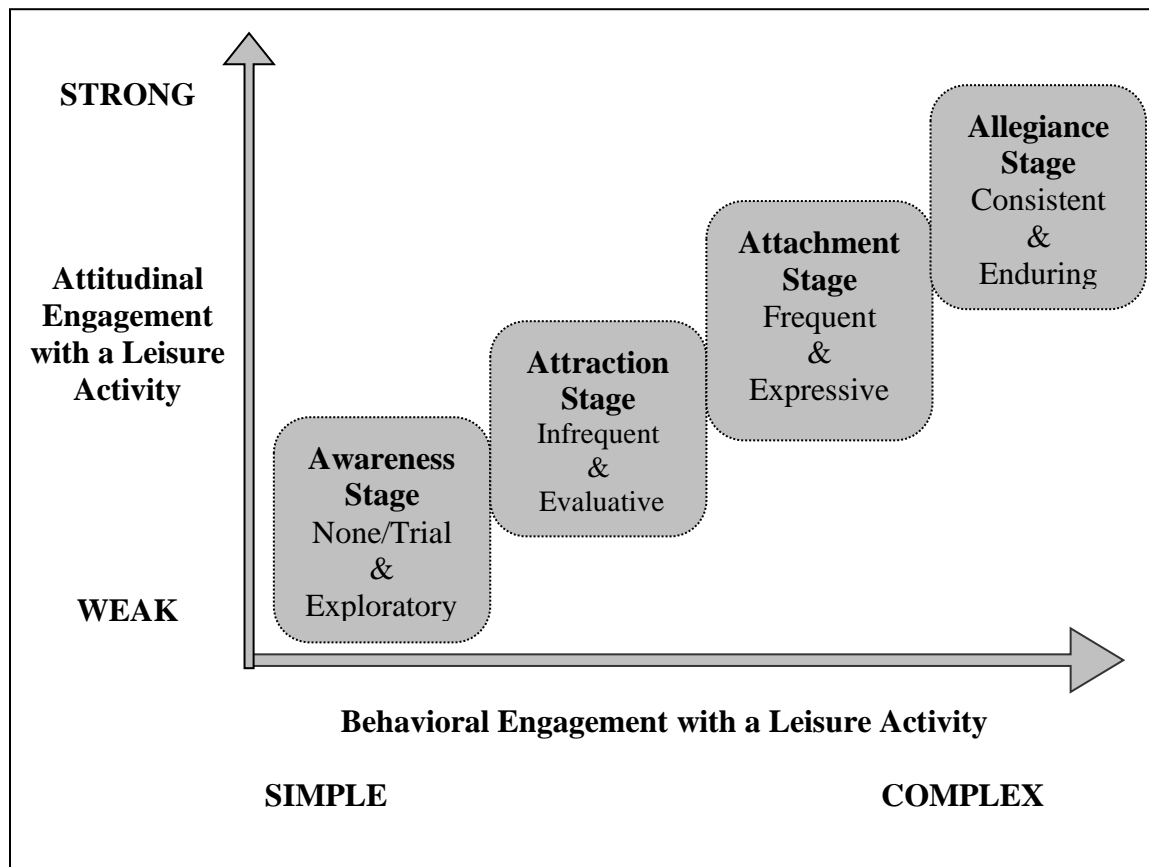 STRONG
Allegiance
Stage
Consistent
&
Enduring
Attachment
Stage
Frequent
&
Expressive
Attitudinal
Engagement
with a Leisure
Activity
Attraction
Stage
Infrequent
&
Evaluative
Awareness
Stage
None/Trial
&
Exploratory
WEAK
Behavioral Engagement with a Leisure Activity
SIMPLE
COMPLEX